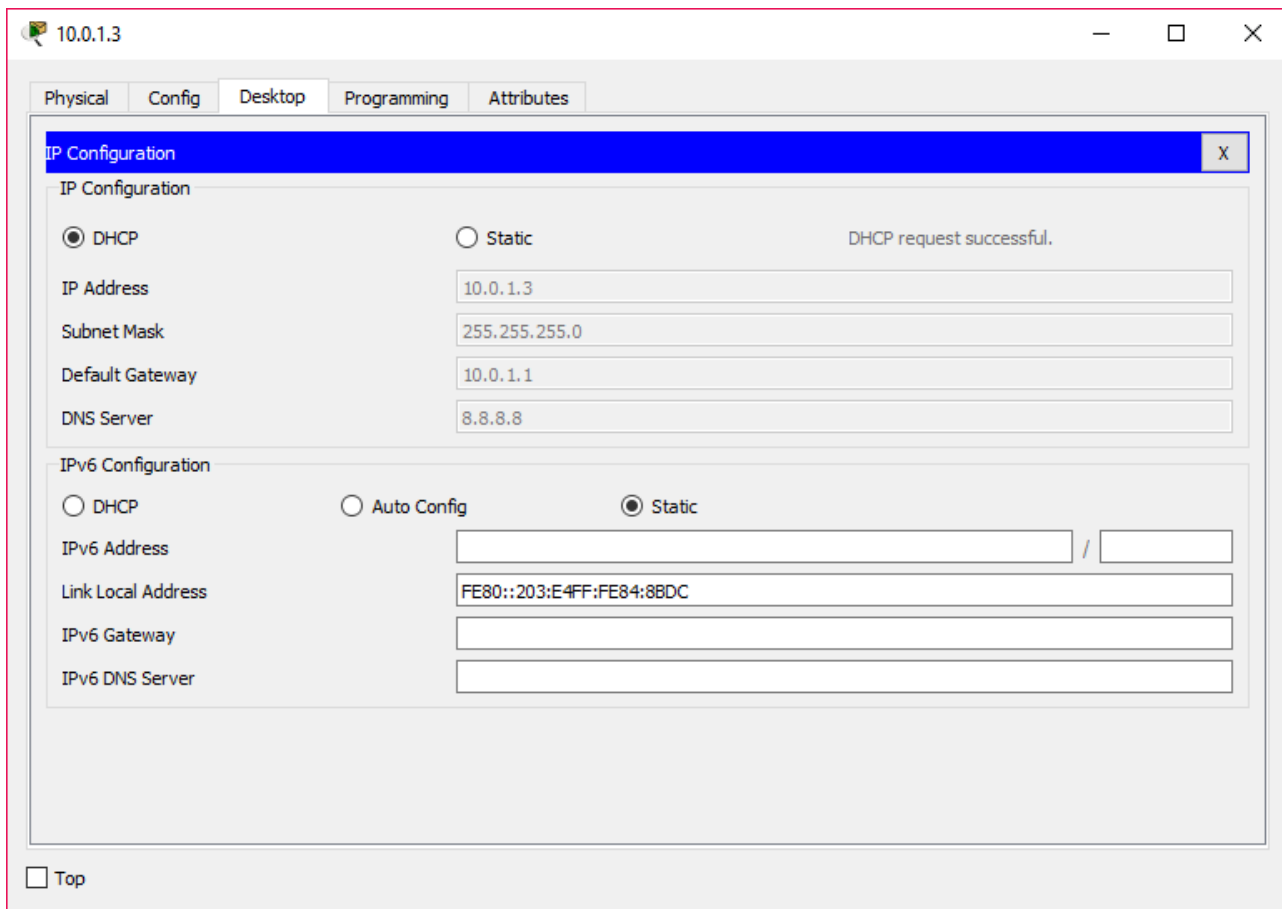 10.0.1.3
Physical Config Desktop Programming Attributes
IP Configuration X
IP Configuration
DHCP Static DHCP request successful.
IP Address 10.0.1.3
Subnet Mask 255.255.255.0
Default Gateway 10.0.1.1
DNS Server 8.8.8.8
IPv6 Configuration
DHCP Auto Config Static
IPv6 Address /
Link Local Address FE80::203:E4FF:FE84:8BDC
IPv6 Gateway
IPv6 DNS Server
Top